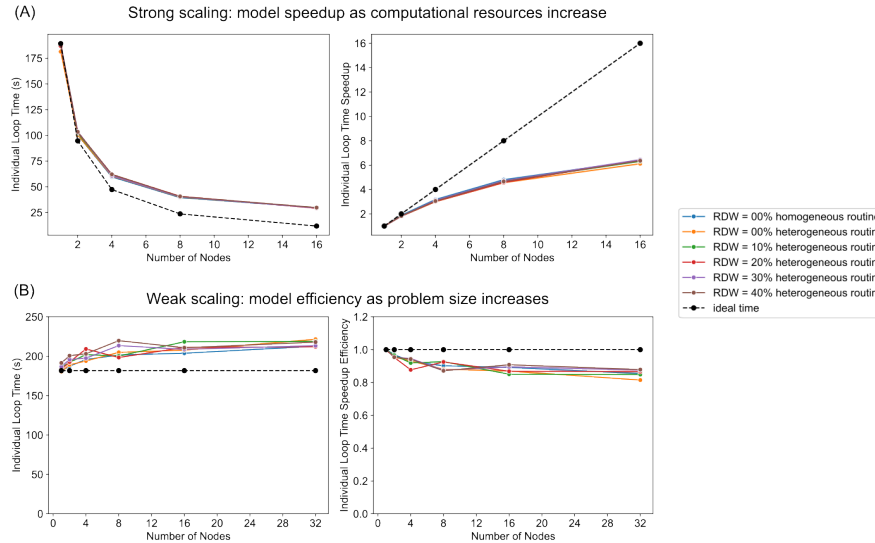 (A)
Strong scaling: model speedup as computational resources increase
Individual Loop Time (s)
175
150
125
100
75
50
25
2 4 6 8 10 12 14 16
Number of Nodes
Individual Loop Time Speedup
16
14
12
10
8
6
4
2
2 4 6 8 10 12 14 16
Number of Nodes
RDW = 00% homogeneous routin
RDW = 00% heterogeneous routin
RDW = 10% heterogeneous routin
RDW = 20% heterogeneous routin
RDW = 30% heterogeneous routin
RDW = 40% heterogeneous routin
ideal time
(B)
Weak scaling: model efficiency as problem size increases
Individual Loop Time (s)
250
200
150
100
50
0
0 4 8 12 16 20 24 28 32
Number of Nodes
Individual Loop Time Speedup Efficiency
1.2
1.0
0.8
0.6
0.4
0.2
0.0
0 4 8 12 16 20 24 28 32
Number of Nodes